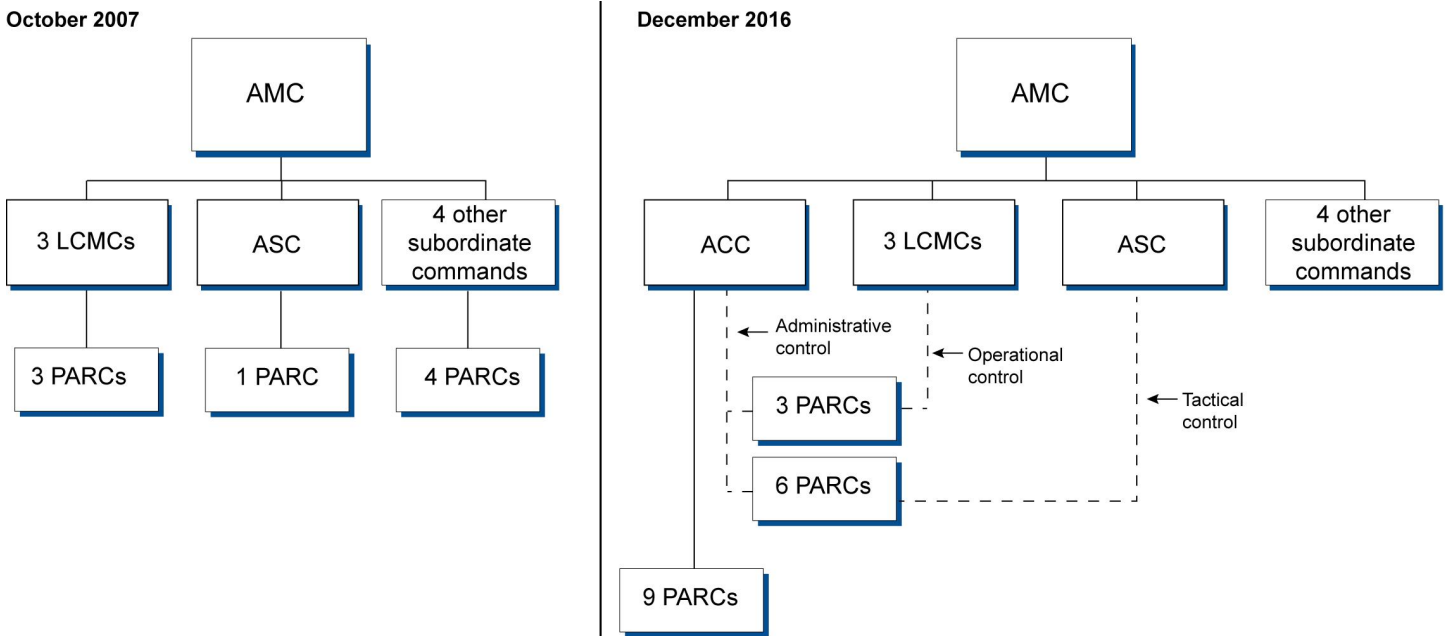 October 2007
AMC
3 LCMCs
ASC
4 other
subordinate
commands
3 PARCs
1 PARC
4 PARCs
December 2016
AMC
ACC
3 LCMCs
ASC
4 other
subordinate
commands
Administrative
control
Operational
control
Tactical
control
3 PARCs
6 PARCs
9 PARCs